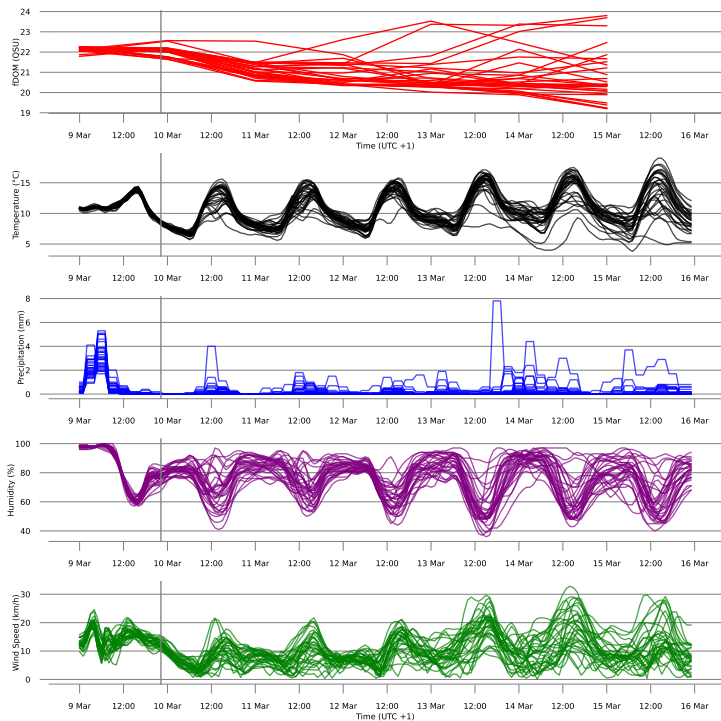 fDOM (QSU)
24
23
22
21
20
19
9 Mar 12:00 10 Mar 12:00 11 Mar 12:00 12 Mar 12:00 13 Mar 12:00 14 Mar 12:00 15 Mar 12:00 16 Mar
Time (UTC +1)
Temperature (°C)
15
10
5
9 Mar 12:00 10 Mar 12:00 11 Mar 12:00 12 Mar 12:00 13 Mar 12:00 14 Mar 12:00 15 Mar 12:00 16 Mar
Precipitation (mm)
8
6
4
2
0
9 Mar 12:00 10 Mar 12:00 11 Mar 12:00 12 Mar 12:00 13 Mar 12:00 14 Mar 12:00 15 Mar 12:00 16 Mar
Humidity (%)
100
80
60
40
9 Mar 12:00 10 Mar 12:00 11 Mar 12:00 12 Mar 12:00 13 Mar 12:00 14 Mar 12:00 15 Mar 12:00 16 Mar
Wind Speed (km/h)
30
20
10
0
9 Mar 12:00 10 Mar 12:00 11 Mar 12:00 12 Mar 12:00 13 Mar 12:00 14 Mar 12:00 15 Mar 12:00 16 Mar
Time (UTC +1)